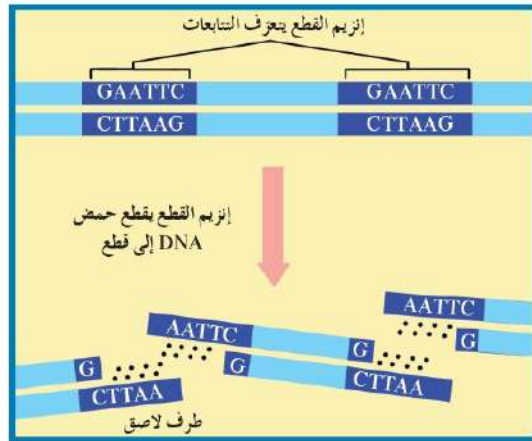 إنزيم القطع يتعرّف التتابعات
GAATTC GAATTC
CTTAAG CTTAAG
إنزيم القطع يقطع حمض
DNA إلى قطع
AATTC
AATTC G G
G G CTTAA
CTTAA
طرف لاصق